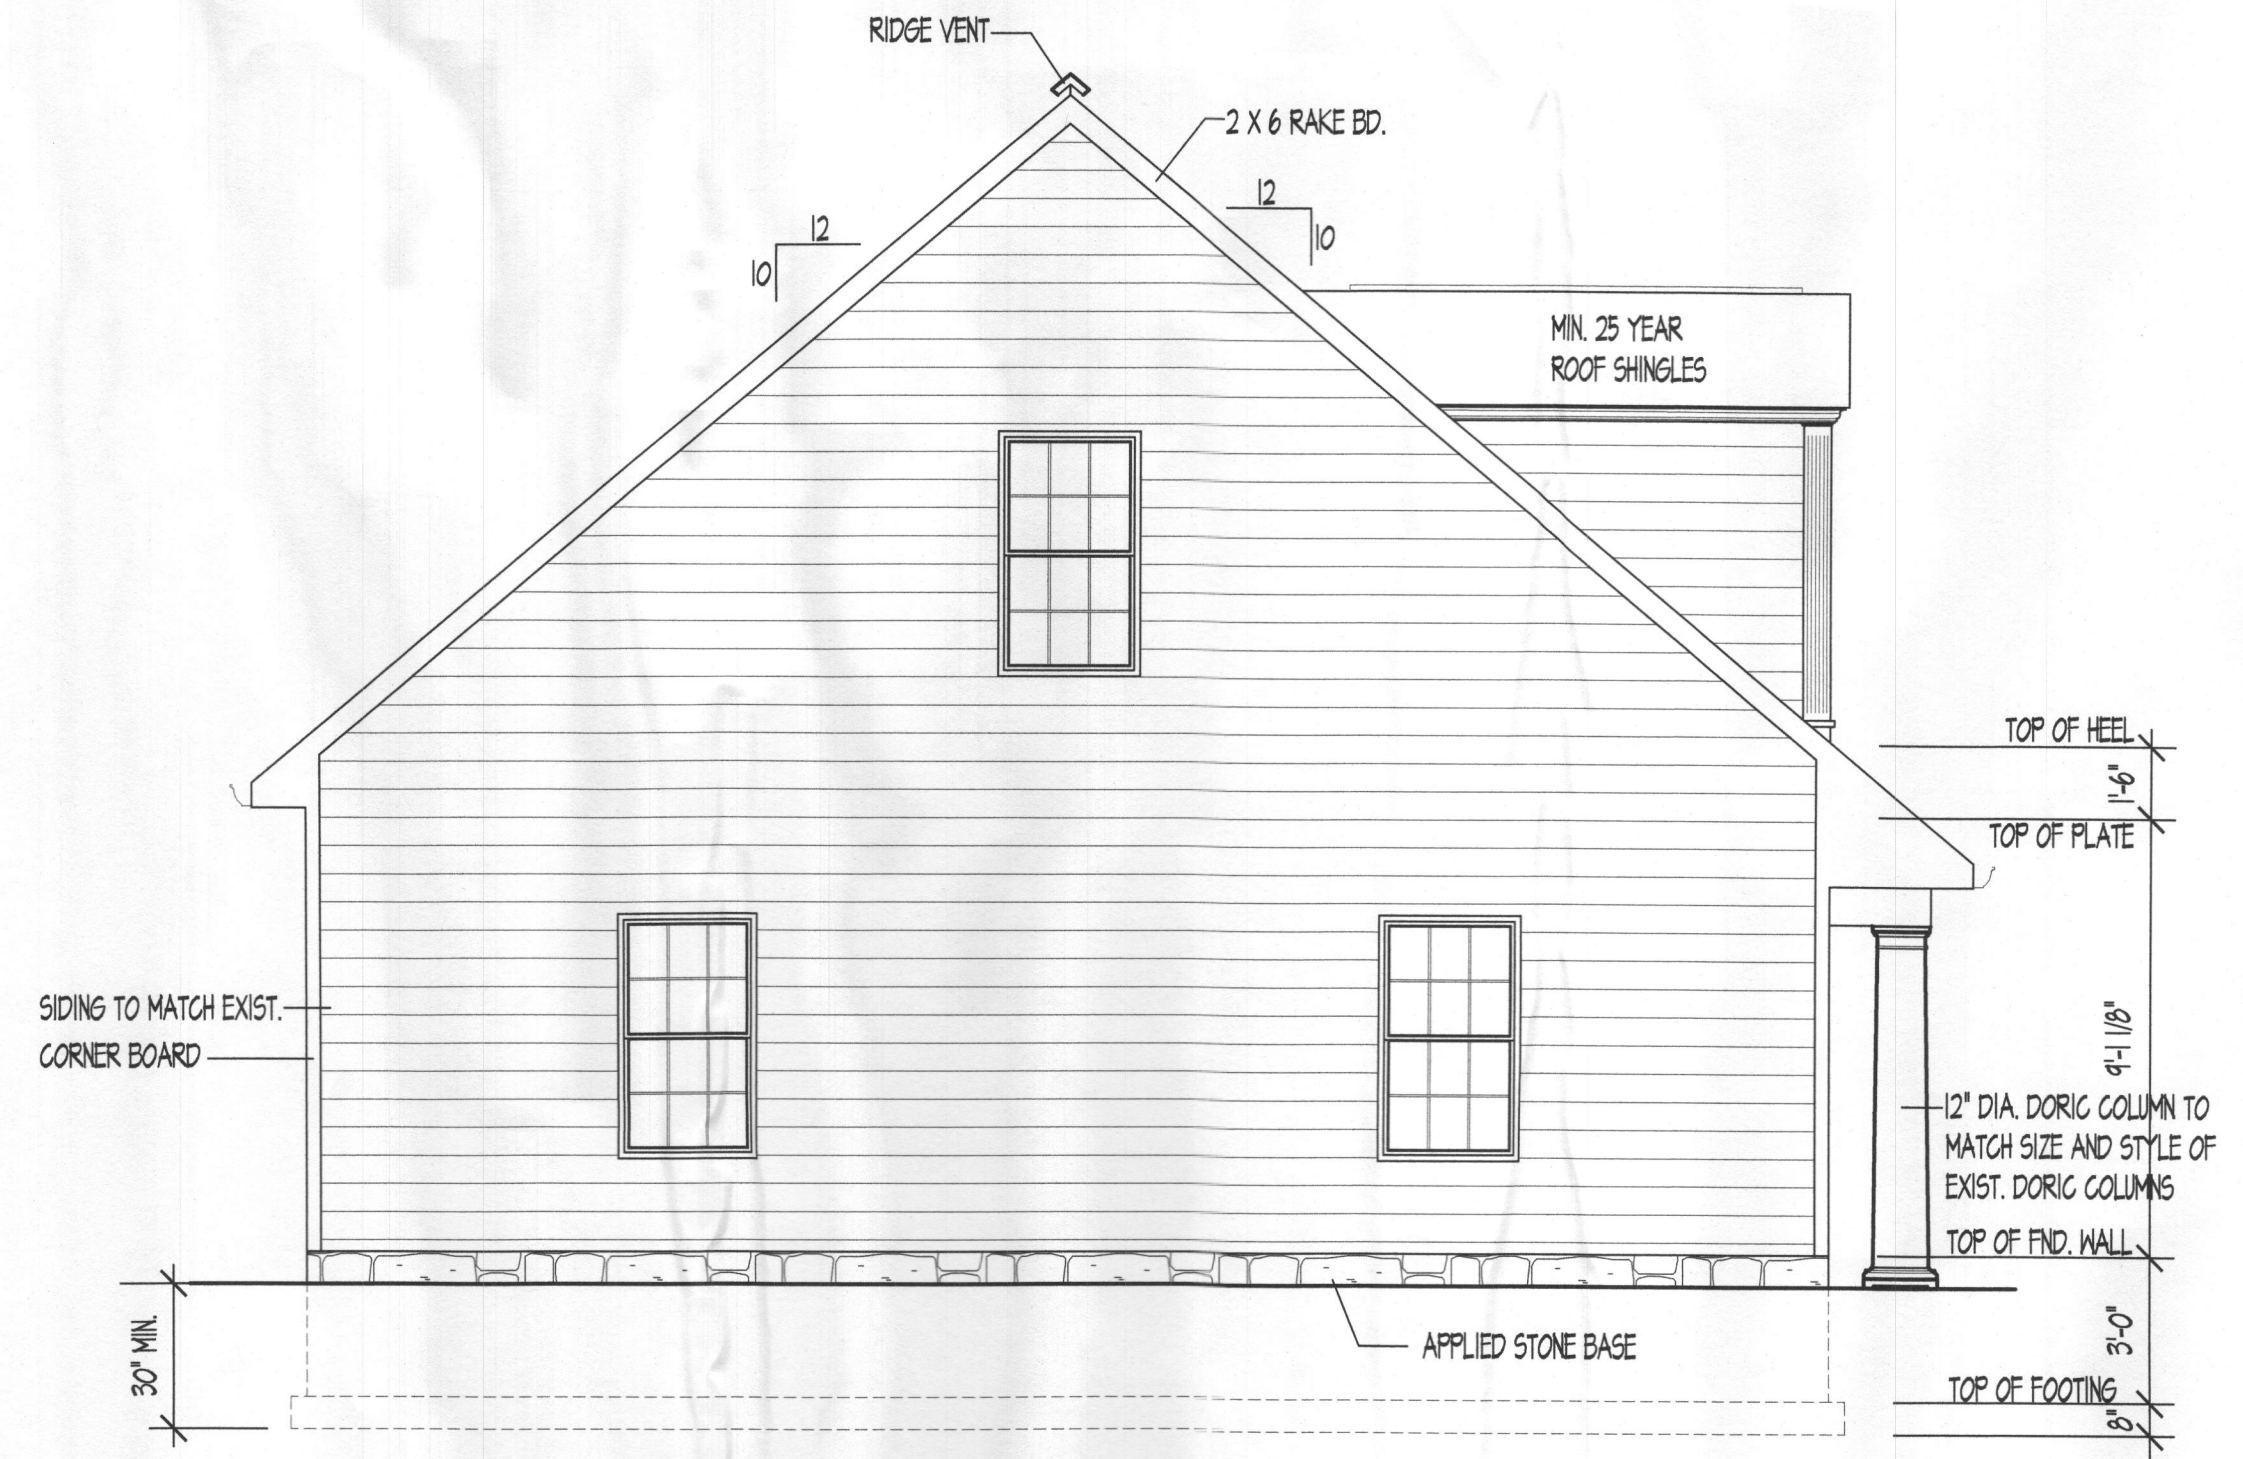 RIDGE VENT
2 X 6 RAKE BD.
12
10
12
10
MIN. 25 YEAR
ROOF SHINGLES
TOP OF HEEL
1'-6"
TOP OF PLATE
9'-1 1/8"
SIDING TO MATCH EXIST.
CORNER BOARD
12" DIA. DORIC COLUMN TO
MATCH SIZE AND STYLE OF
EXIST. DORIC COLUMNS
TOP OF FND. WALL
30" MIN.
APPLIED STONE BASE
3'-0"
TOP OF FOOTING
8"